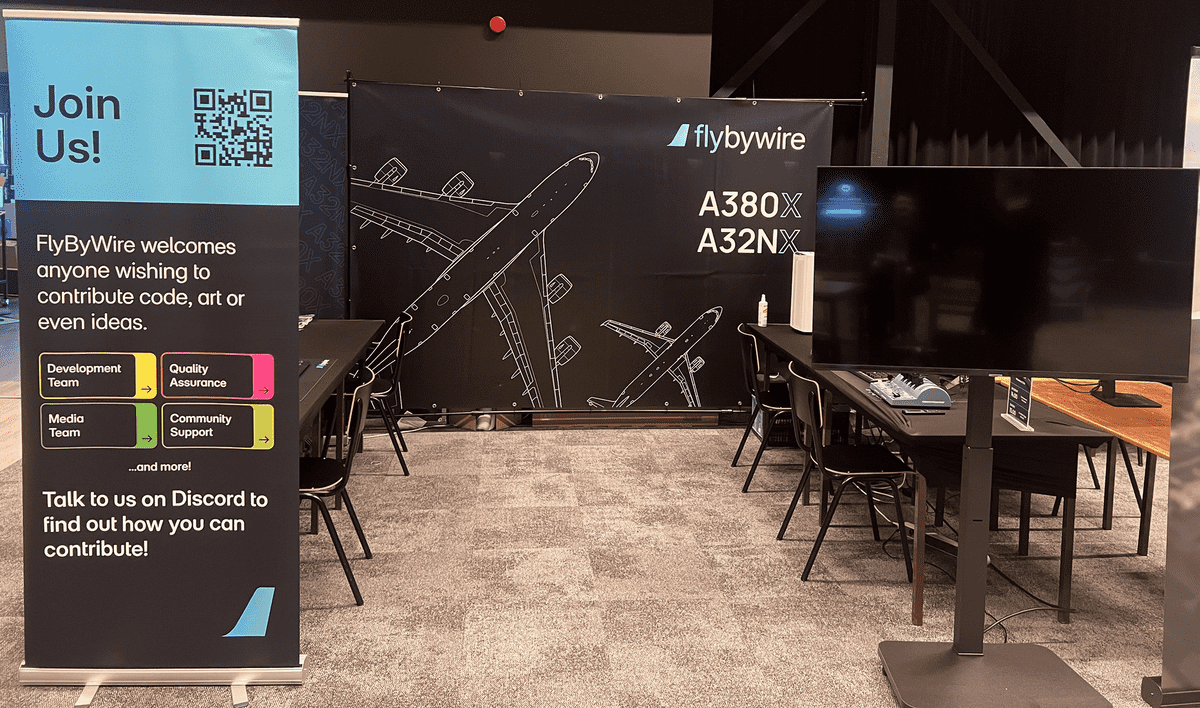 Join
Us!
FlyByWire welcomes
anyone wishing to
contribute code, art or
even ideas.
Development
Team
Quality
Assurance
Media
Team
Community
Support
...and more!
Talk to us on Discord to
find out how you can
contribute!
flybywire
A380X
A32NX
A32NX
A32NX